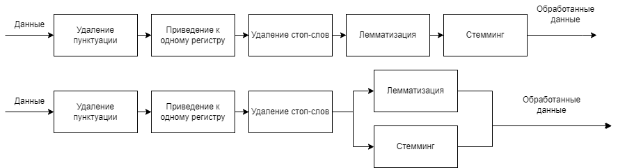 Данные
Удаление
пунктуации
Приведение к
одному регистру
Удаление стоп-слов
Лемматизация
Стемминг
Обработанные
данные
Данные
Удаление
пунктуации
Приведение к
одному регистру
Удаление стоп-слов
Лемматизация
Стемминг
Обработанные
данные